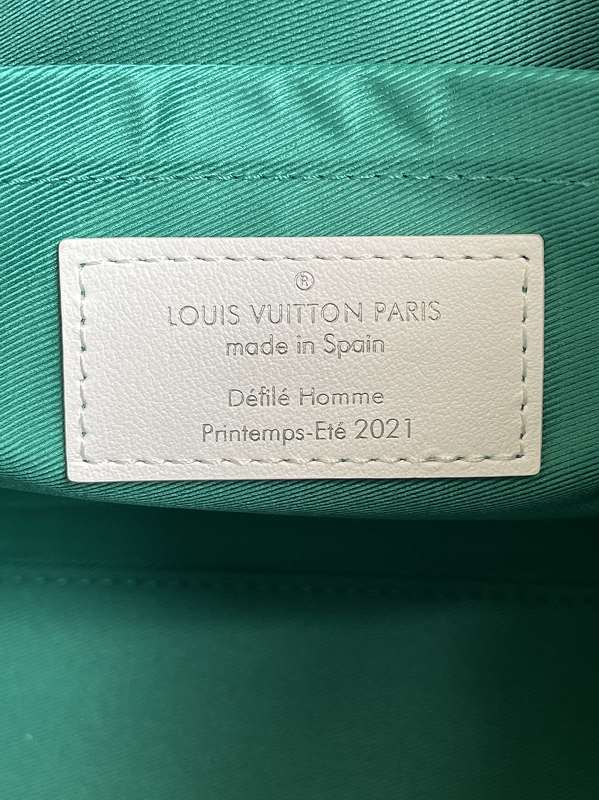 ®
LOUIS VUITTON PARIS
made in Spain
Défilé Homme
Printemps-Eté 2021